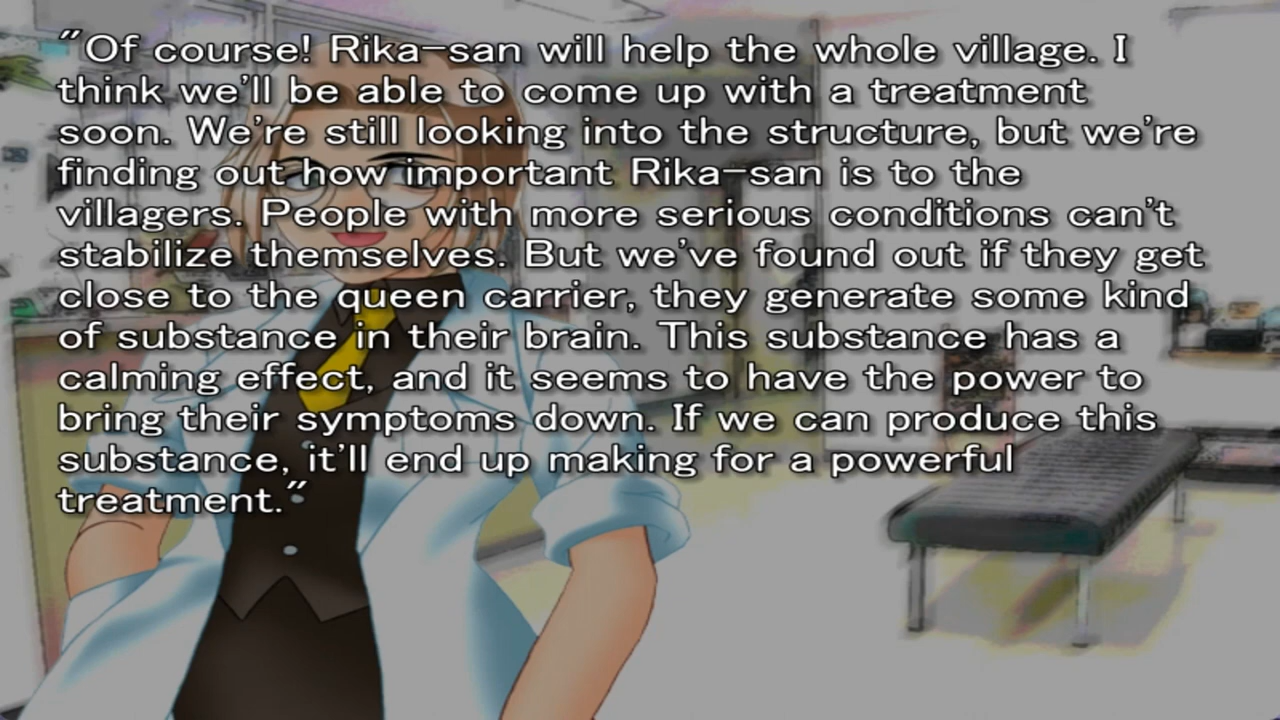 "Of course! Rika-san will help the whole village. I
think we'll be able to come up with a treatment
soon. We're still looking into the structure, but we're
finding out how important Rika-san is to the
villagers. People with more serious conditions can't
stabilize themselves. But we've found out if they get
close to the queen carrier, they generate some kind
of substance in their brain. This substance has a
calming effect, and it seems to have the power to
bring their symptoms down. If we can produce this
substance, it'll end up making for a powerful
treatment."